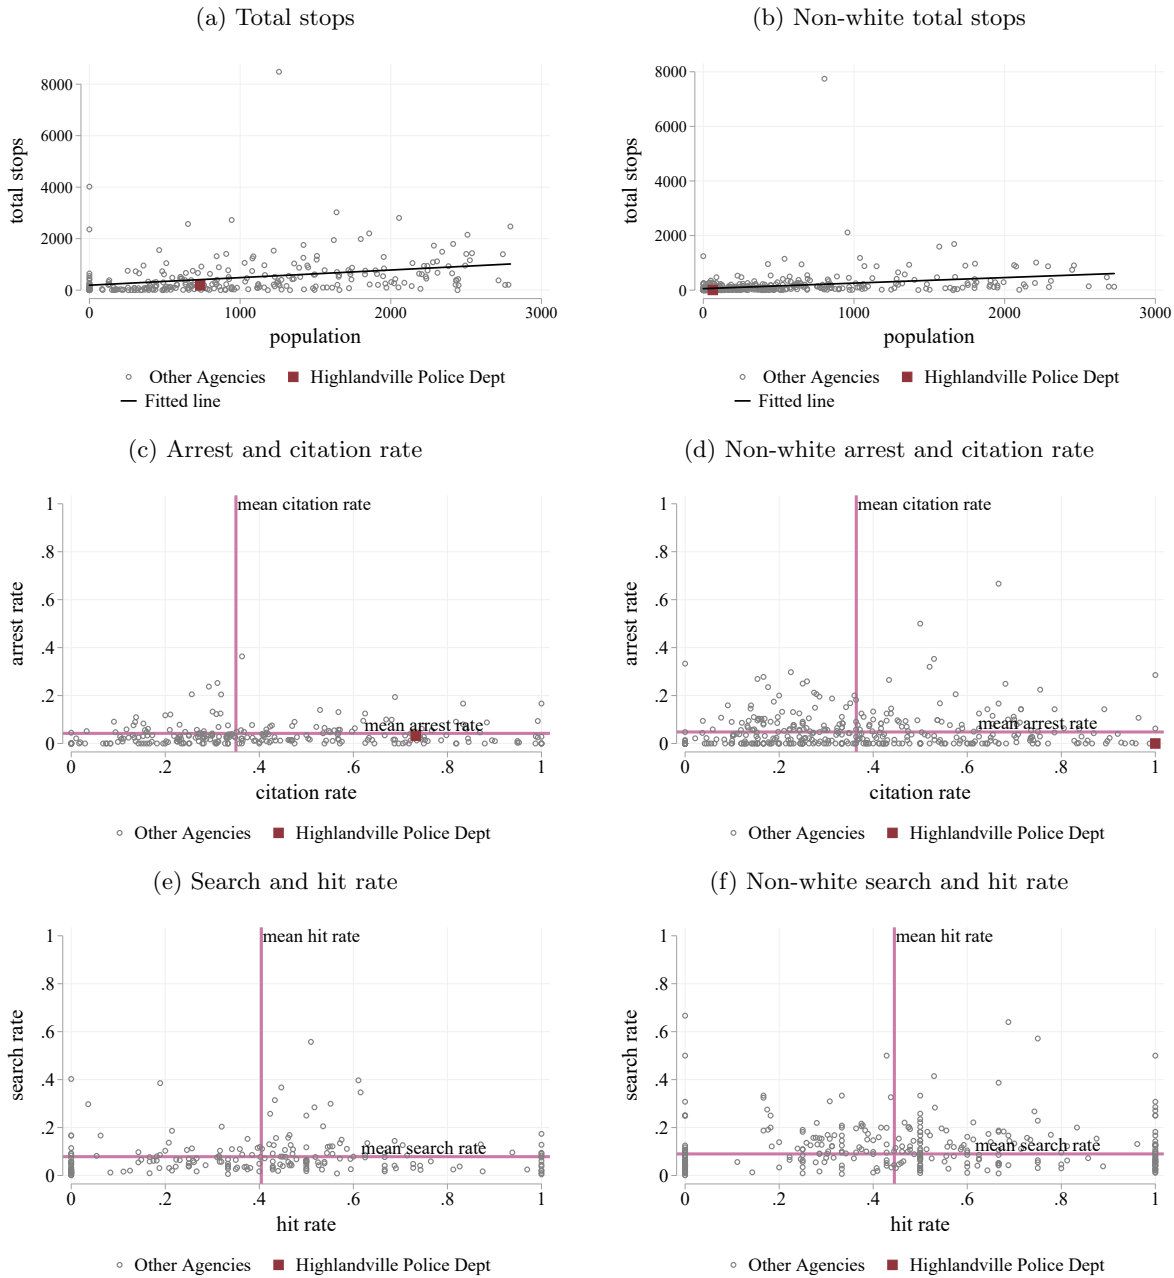 (a) Total stops
(b) Non-white total stops
8000
6000
4000
2000
0
total stops
0 1000 2000 3000
population
Other Agencies Highlandville Police Dept
Fitted line
8000
6000
4000
2000
0
total stops
0 1000 2000 3000
population
Other Agencies Highlandville Police Dept
Fitted line
(c) Arrest and citation rate
(d) Non-white arrest and citation rate
1
.8
.6
.4
.2
0
arrest rate
mean citation rate
mean arrest rate
0 .2 .4 .6 .8 1
citation rate
Other Agencies Highlandville Police Dept
1
.8
.6
.4
.2
0
arrest rate
mean citation rate
mean arrest rate
0 .2 .4 .6 .8 1
citation rate
Other Agencies Highlandville Police Dept
(e) Search and hit rate
(f) Non-white search and hit rate
1
.8
.6
.4
.2
0
search rate
mean hit rate
mean search rate
0 .2 .4 .6 .8 1
hit rate
Other Agencies Highlandville Police Dept
1
.8
.6
.4
.2
0
search rate
mean hit rate
mean search rate
0 .2 .4 .6 .8 1
hit rate
Other Agencies Highlandville Police Dept